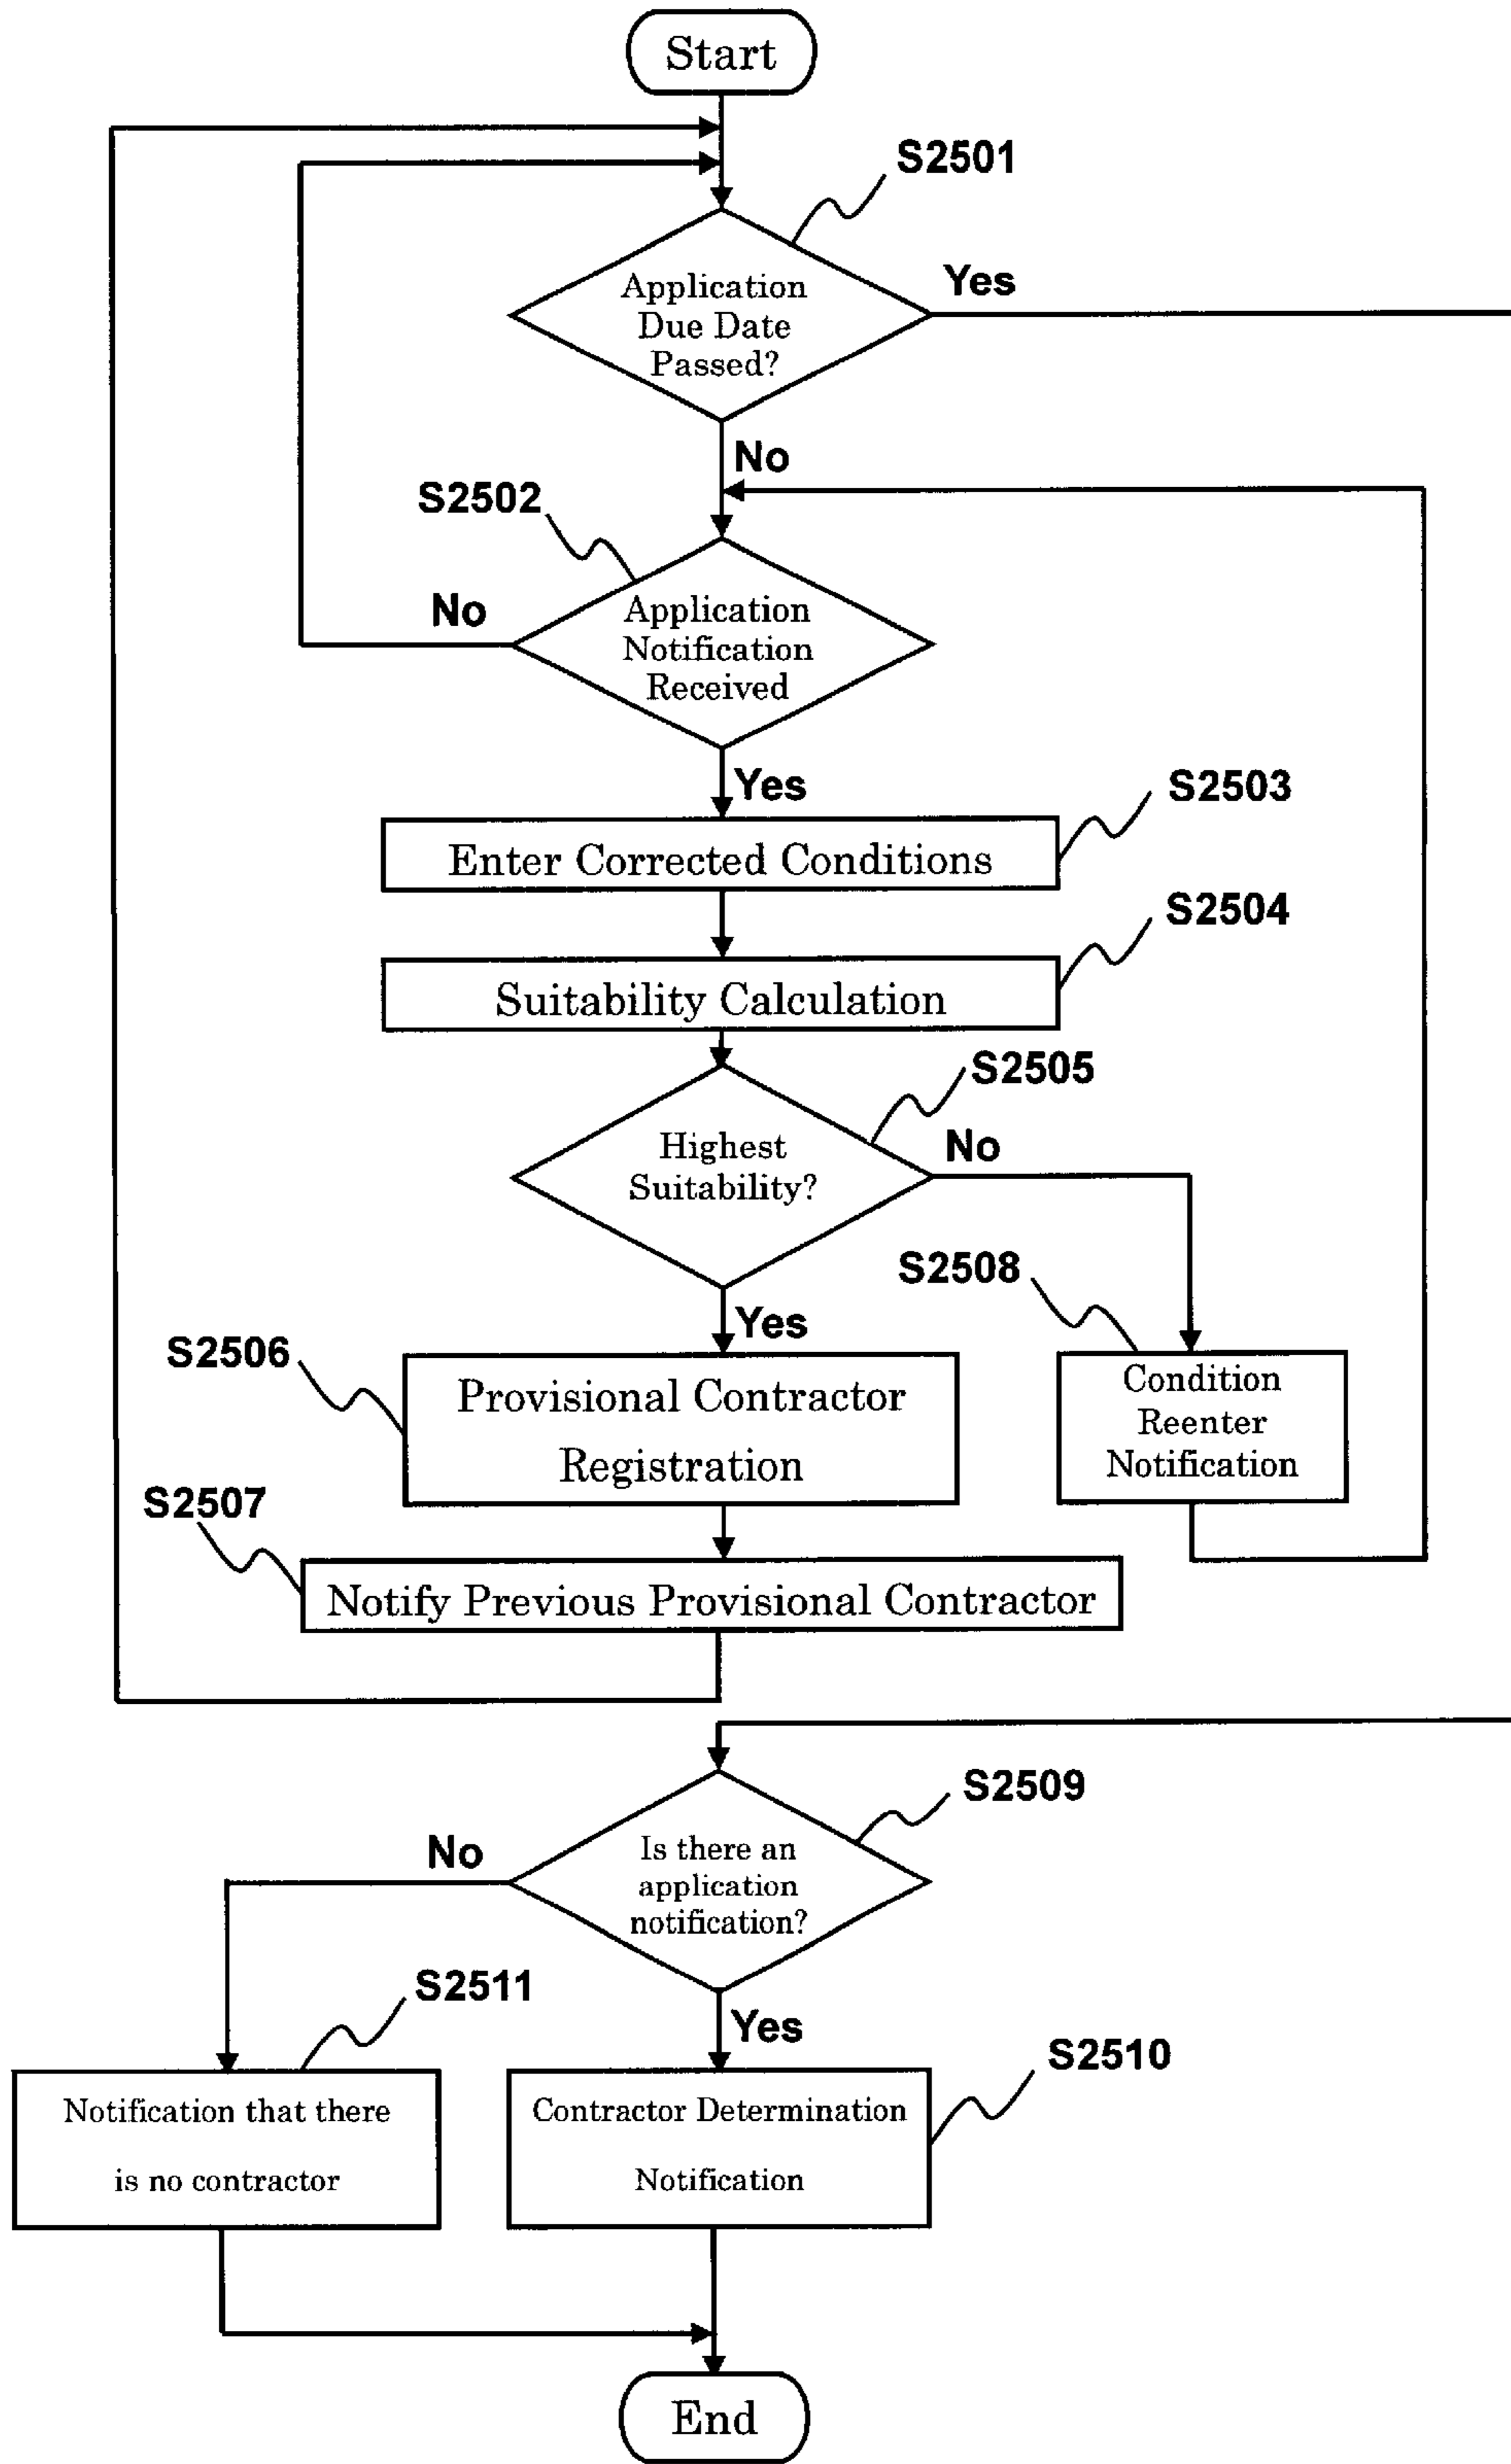 Start
S2501
Application
Due Date
Passed?
Yes
No
S2502
Application
Notification
Received
No
Yes
S2503
Enter Corrected Conditions
S2504
Suitability Calculation
S2505
Highest
Suitability?
No
Yes
S2508
Condition
Reenter
Notification
S2506
Provisional Contractor
Registration
S2507
Notify Previous Provisional Contractor
S2509
Is there an
application
notification?
No
Yes
S2511
Notification that there
is no contractor
S2510
Contractor Determination
Notification
End